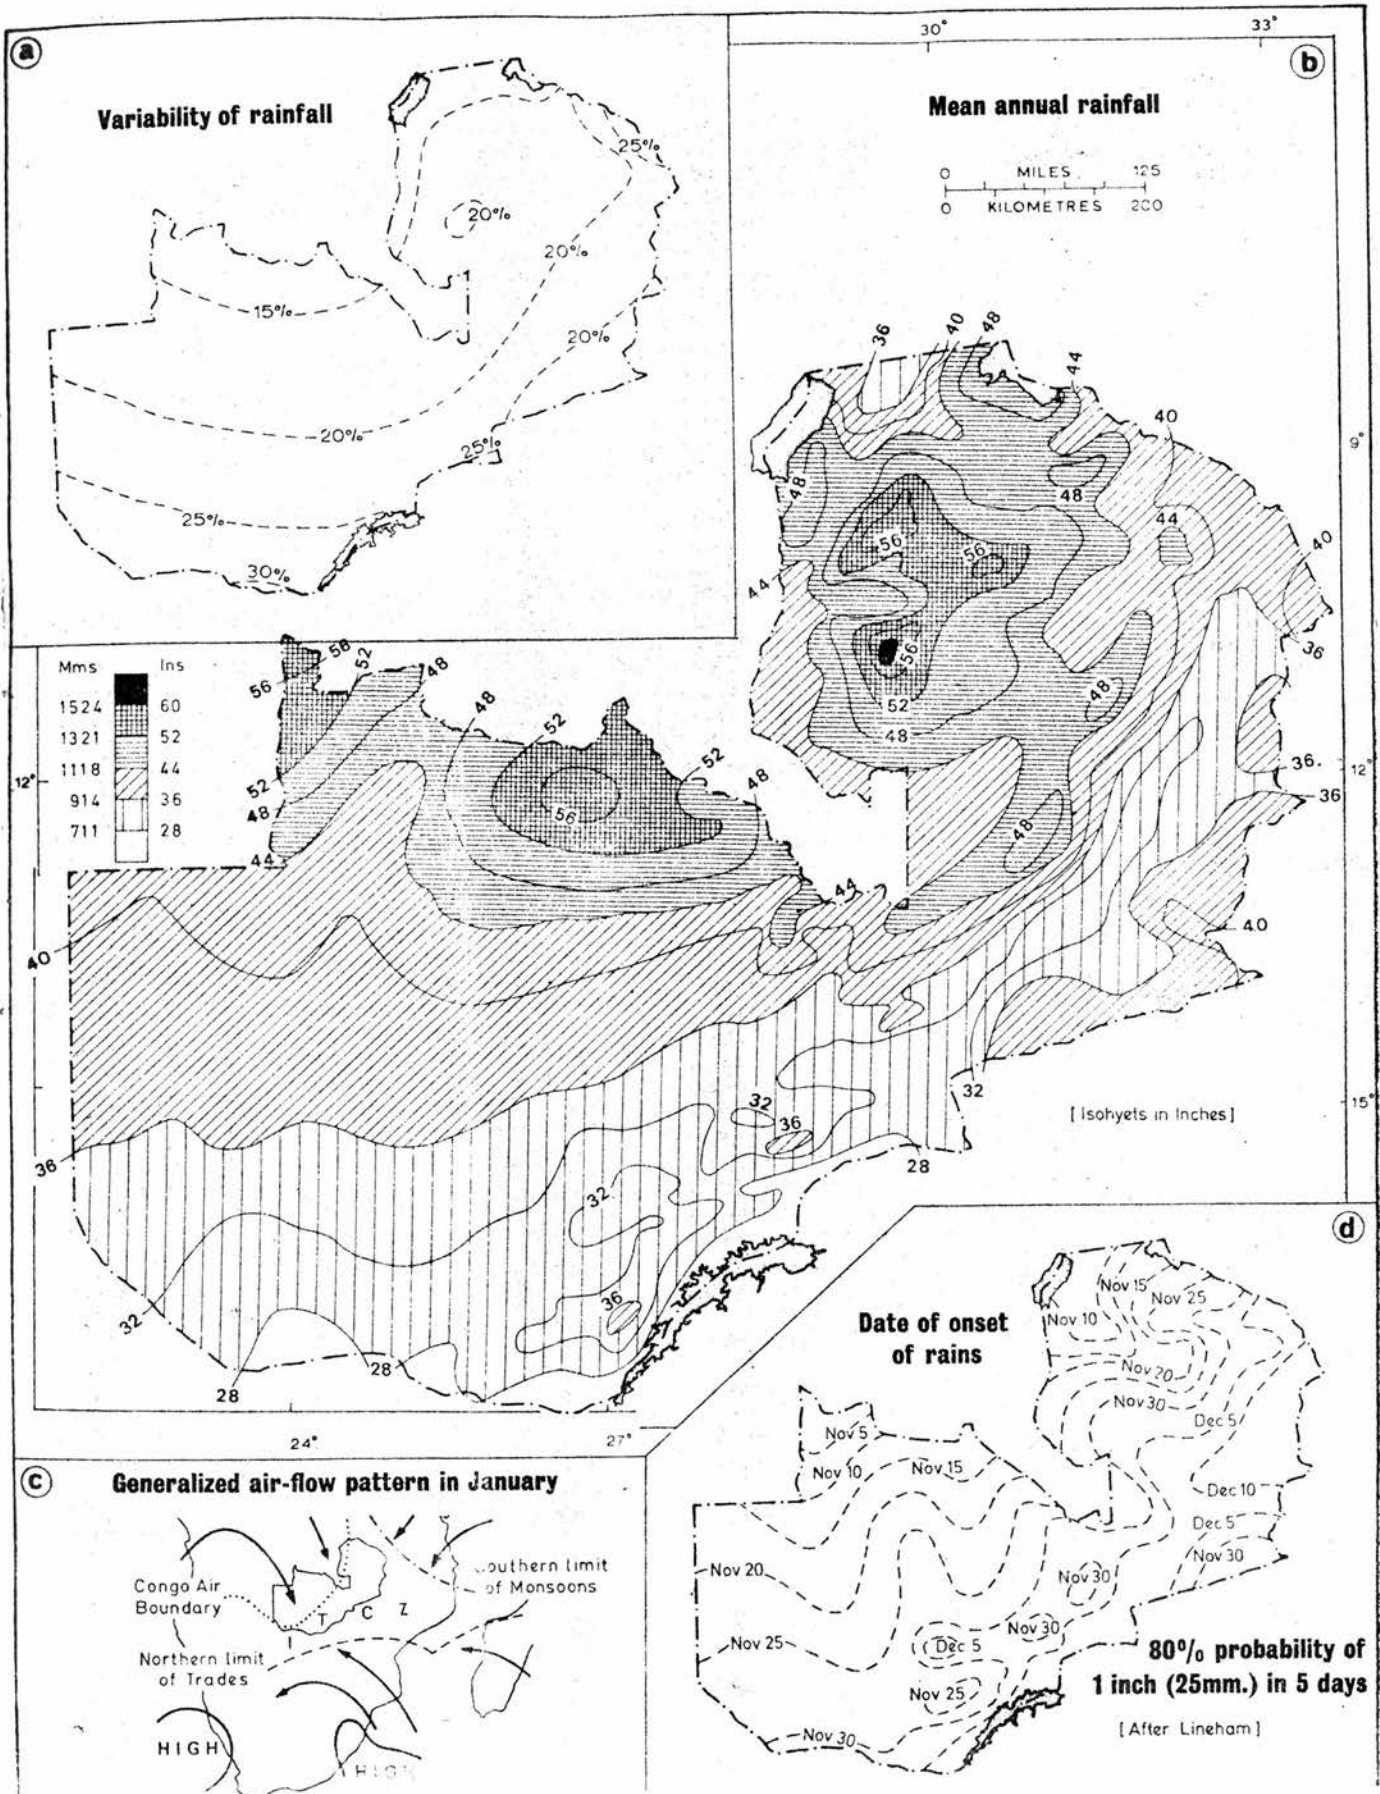 a
Variability of rainfall
25%
20%
20%
15%
20%
20%
25%
25%
30%
30°
33°
b
Mean annual rainfall
0 MILES 125
0 KILOMETRES 200
36
40
48
44
40
9°
48
48
44
56
56
40
44
36
56
48
52
48
Mms Ins
1524 60
1321 52
1118 44
914 36
711 28
56
56
52
48
48
52
52
48
36
12°
12°
36
52
56
48
48
44
44
40
40
32
36
32
[Isohyets in Inches]
15°
36
28
32
36
32
28
28
24°
27°
c
Generalized air-flow pattern in January
Congo Air
Boundary
Southern limit
of Monsoons
T C Z
Northern limit
of Trades
HIGH
HIGH
d
Date of onset
of rains
Nov 15
Nov 25
Nov 10
Nov 20
Nov 30
Dec 5
Nov 5
Nov 10
Nov 15
Dec 10
Dec 5
Nov 30
Nov 20
Nov 30
Nov 25
Nov 30
Dec 5
Nov 25
Nov 30
80% probability of
1 inch (25mm.) in 5 days
[After Lineham]